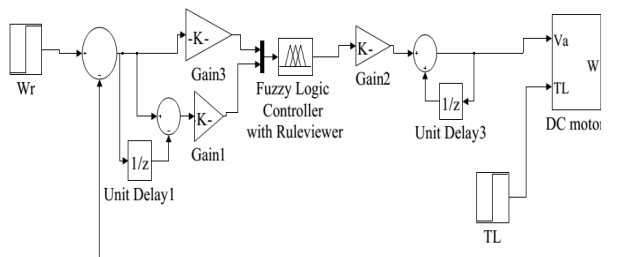 Wr
-K-
Gain3
1/z
Unit Delay1
K-
Gain1
Fuzzy Logic
Controller
with Ruleviewer
K-
Gain2
1/z
Unit Delay3
TL
Va
TL
W
DC motor